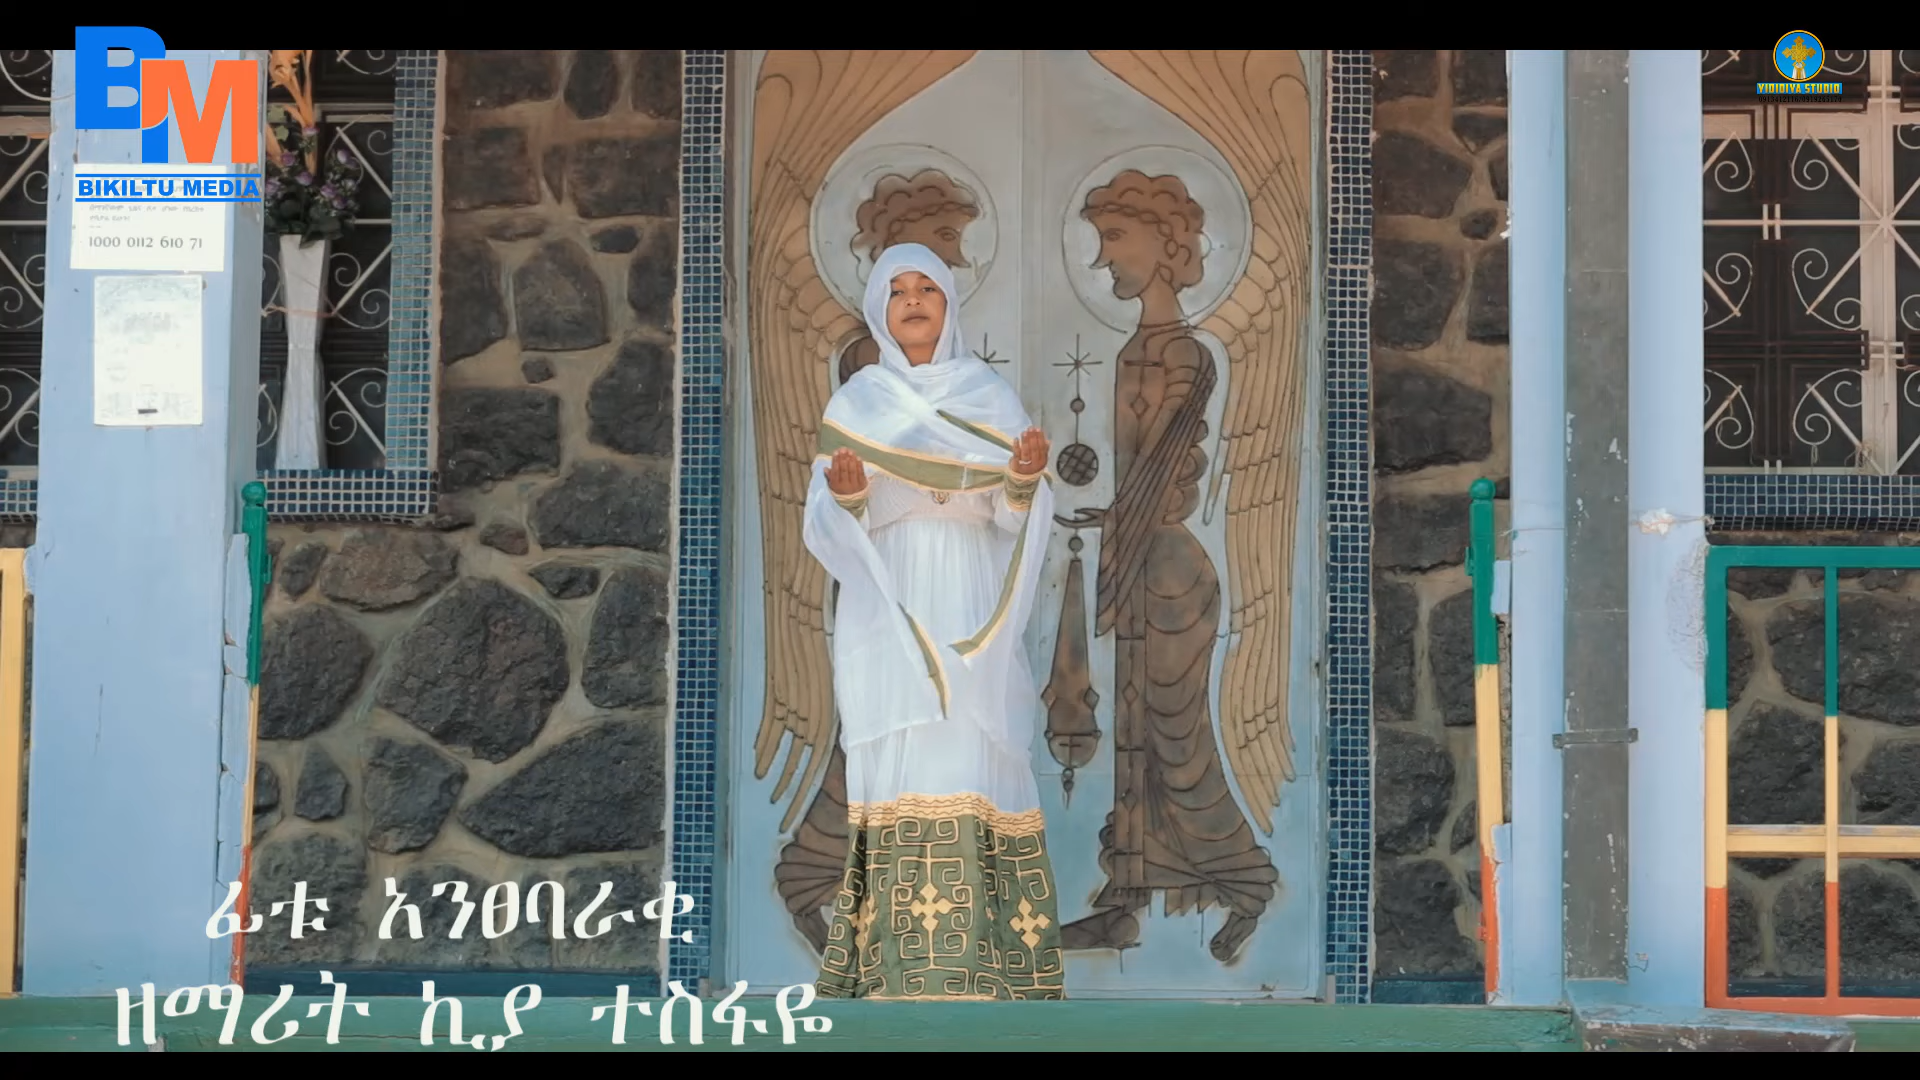 BM
BIKILTU MEDIA
1000 0112 610 71
YIDIDIYA STUDIO
ፊቱ አንፀባራቂ
ዘማሪት ኪያ ተስፋዬ